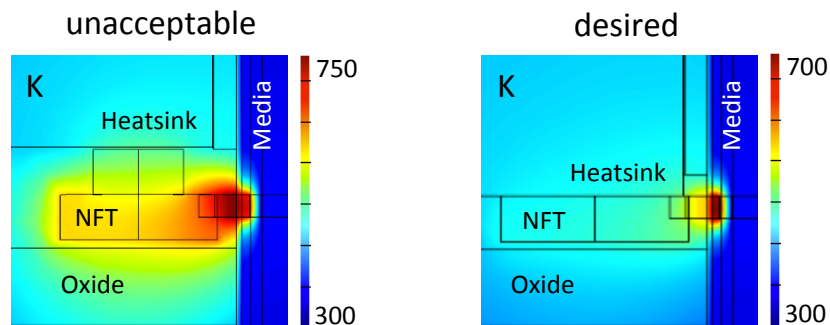 unacceptable
K
Heatsink
NFT
Oxide
Media
750
300
desired
K
Heatsink
NFT
Oxide
Media
700
300